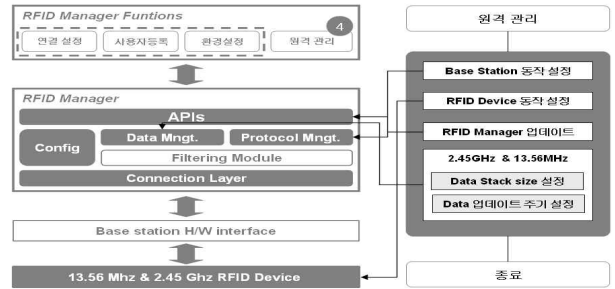 RFID Manager Funtions
4
연결 설정
사용자등록
환경설정
원격 관리
RFID Manager
APIs
Config
Data Mngt.
Protocol Mngt.
Filtering Module
Connection Layer
Base station H/W interface
13.56 Mhz & 2.45 Ghz RFID Device
원격 관리
Base Station 동작 설정
RFID Device 동작 설정
RFID Manager 업데이트
2.45GHz & 13.56MHz
Data Stack size 설정
Data 업데이트 주기 설정
종료